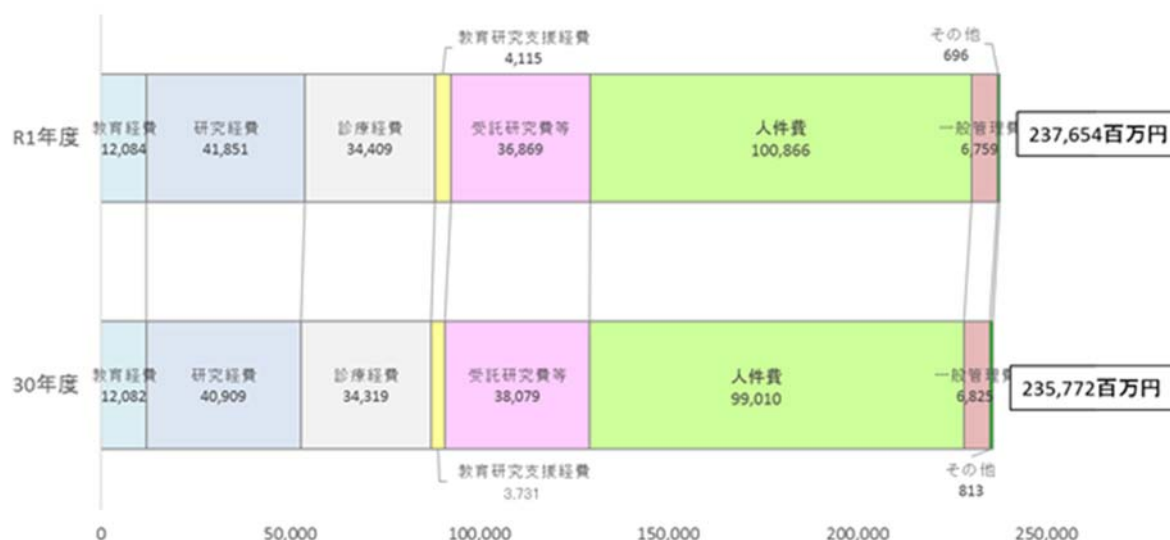 教育研究支援経費
4,115
その他
696
R1年度
教育経費
12,084
研究経費
41,851
診療経費
34,409
受託研究費等
36,869
人件費
100,866
一般管理費
6,759
237,654百万円
30年度
教育経費
12,082
研究経費
40,909
診療経費
34,319
受託研究費等
38,079
人件費
99,010
一般管理費
6,825
235,772百万円
教育研究支援経費
3,731
その他
813
0
50,000
100,000
150,000
200,000
250,000